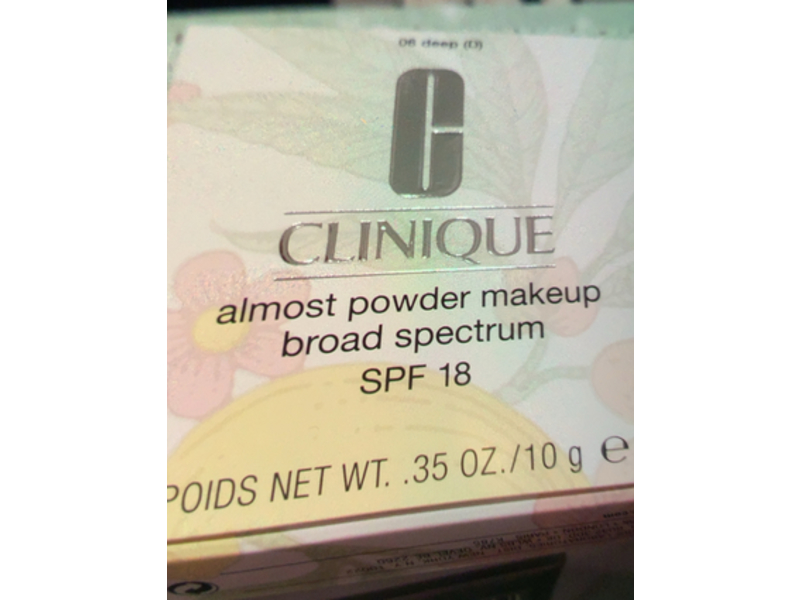 06 deep (D)
CLINIQUE
almost powder makeup
broad spectrum
SPF 18
POIDS NET WT. .35 OZ./10 g ℮